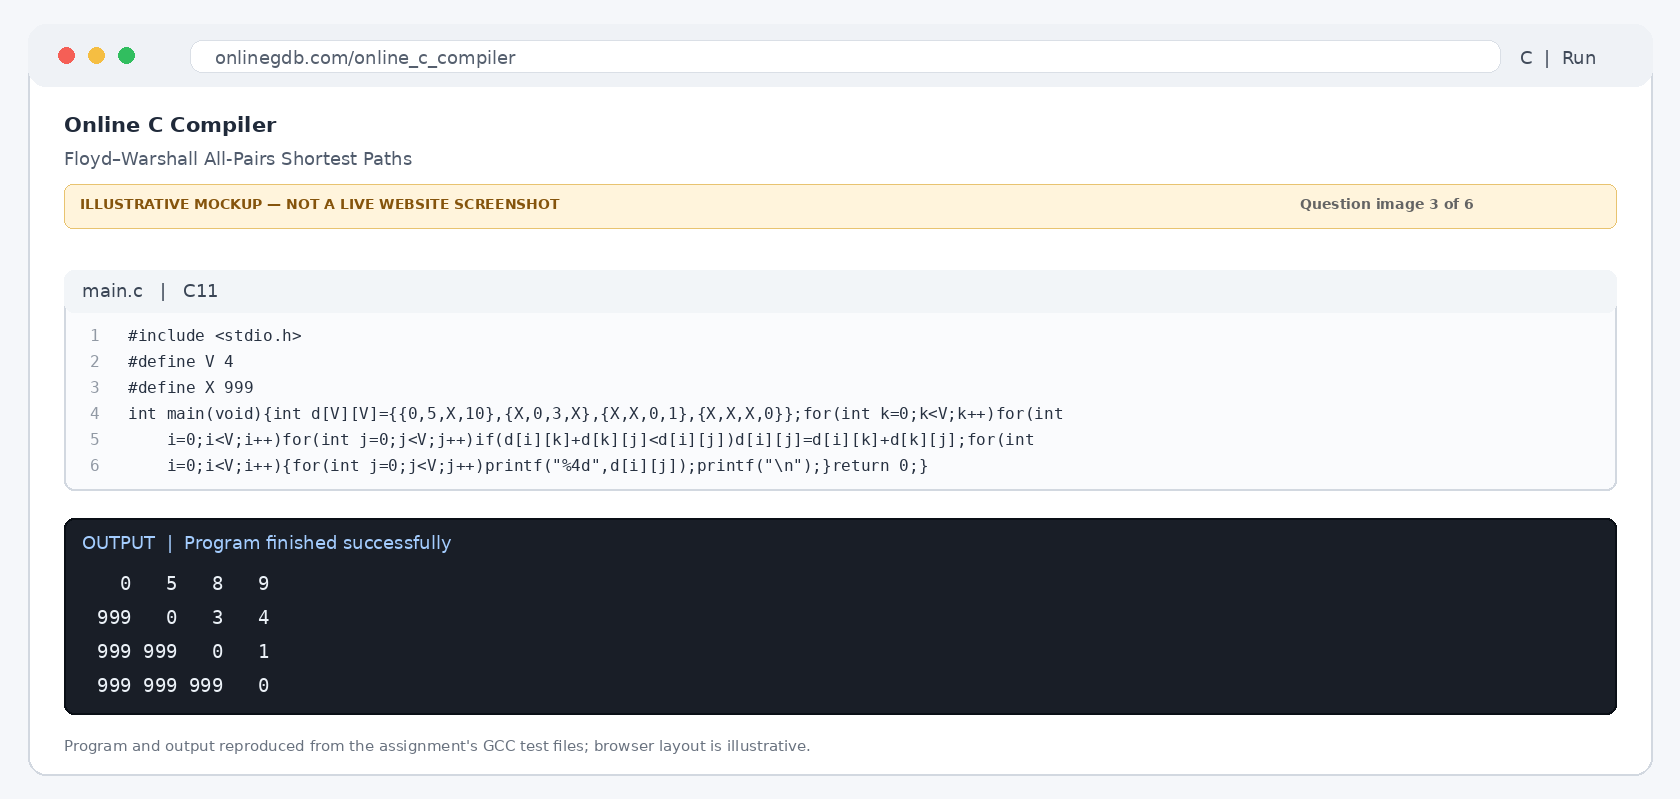 onlinegdb.com/online_c_compiler
C | Run
Online C Compiler
Floyd–Warshall All-Pairs Shortest Paths
ILLUSTRATIVE MOCKUP — NOT A LIVE WEBSITE SCREENSHOT
Question image 3 of 6
main.c | C11
1 #include <stdio.h>
2 #define V 4
3 #define X 999
4 int main(void){int d[V][V]={{0,5,X,10},{X,0,3,X},{X,X,0,1},{X,X,X,0}};for(int k=0;k<V;k++)for(int
5     i=0;i<V;i++)for(int j=0;j<V;j++)if(d[i][k]+d[k][j]<d[i][j])d[i][j]=d[i][k]+d[k][j];for(int
6     i=0;i<V;i++){for(int j=0;j<V;j++)printf("%4d",d[i][j]);printf("\n");}return 0;}
OUTPUT | Program finished successfully
   0   5   8   9
 999   0   3   4
 999 999   0   1
 999 999 999   0
Program and output reproduced from the assignment's GCC test files; browser layout is illustrative.